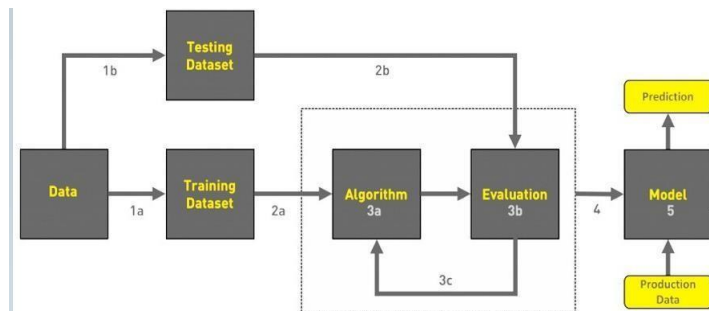 Testing
Dataset
1b
2b
Prediction
Data
Training
Dataset
Algorithm
3a
Evaluation
3b
Model
5
1a
2a
4
3c
Production
Data